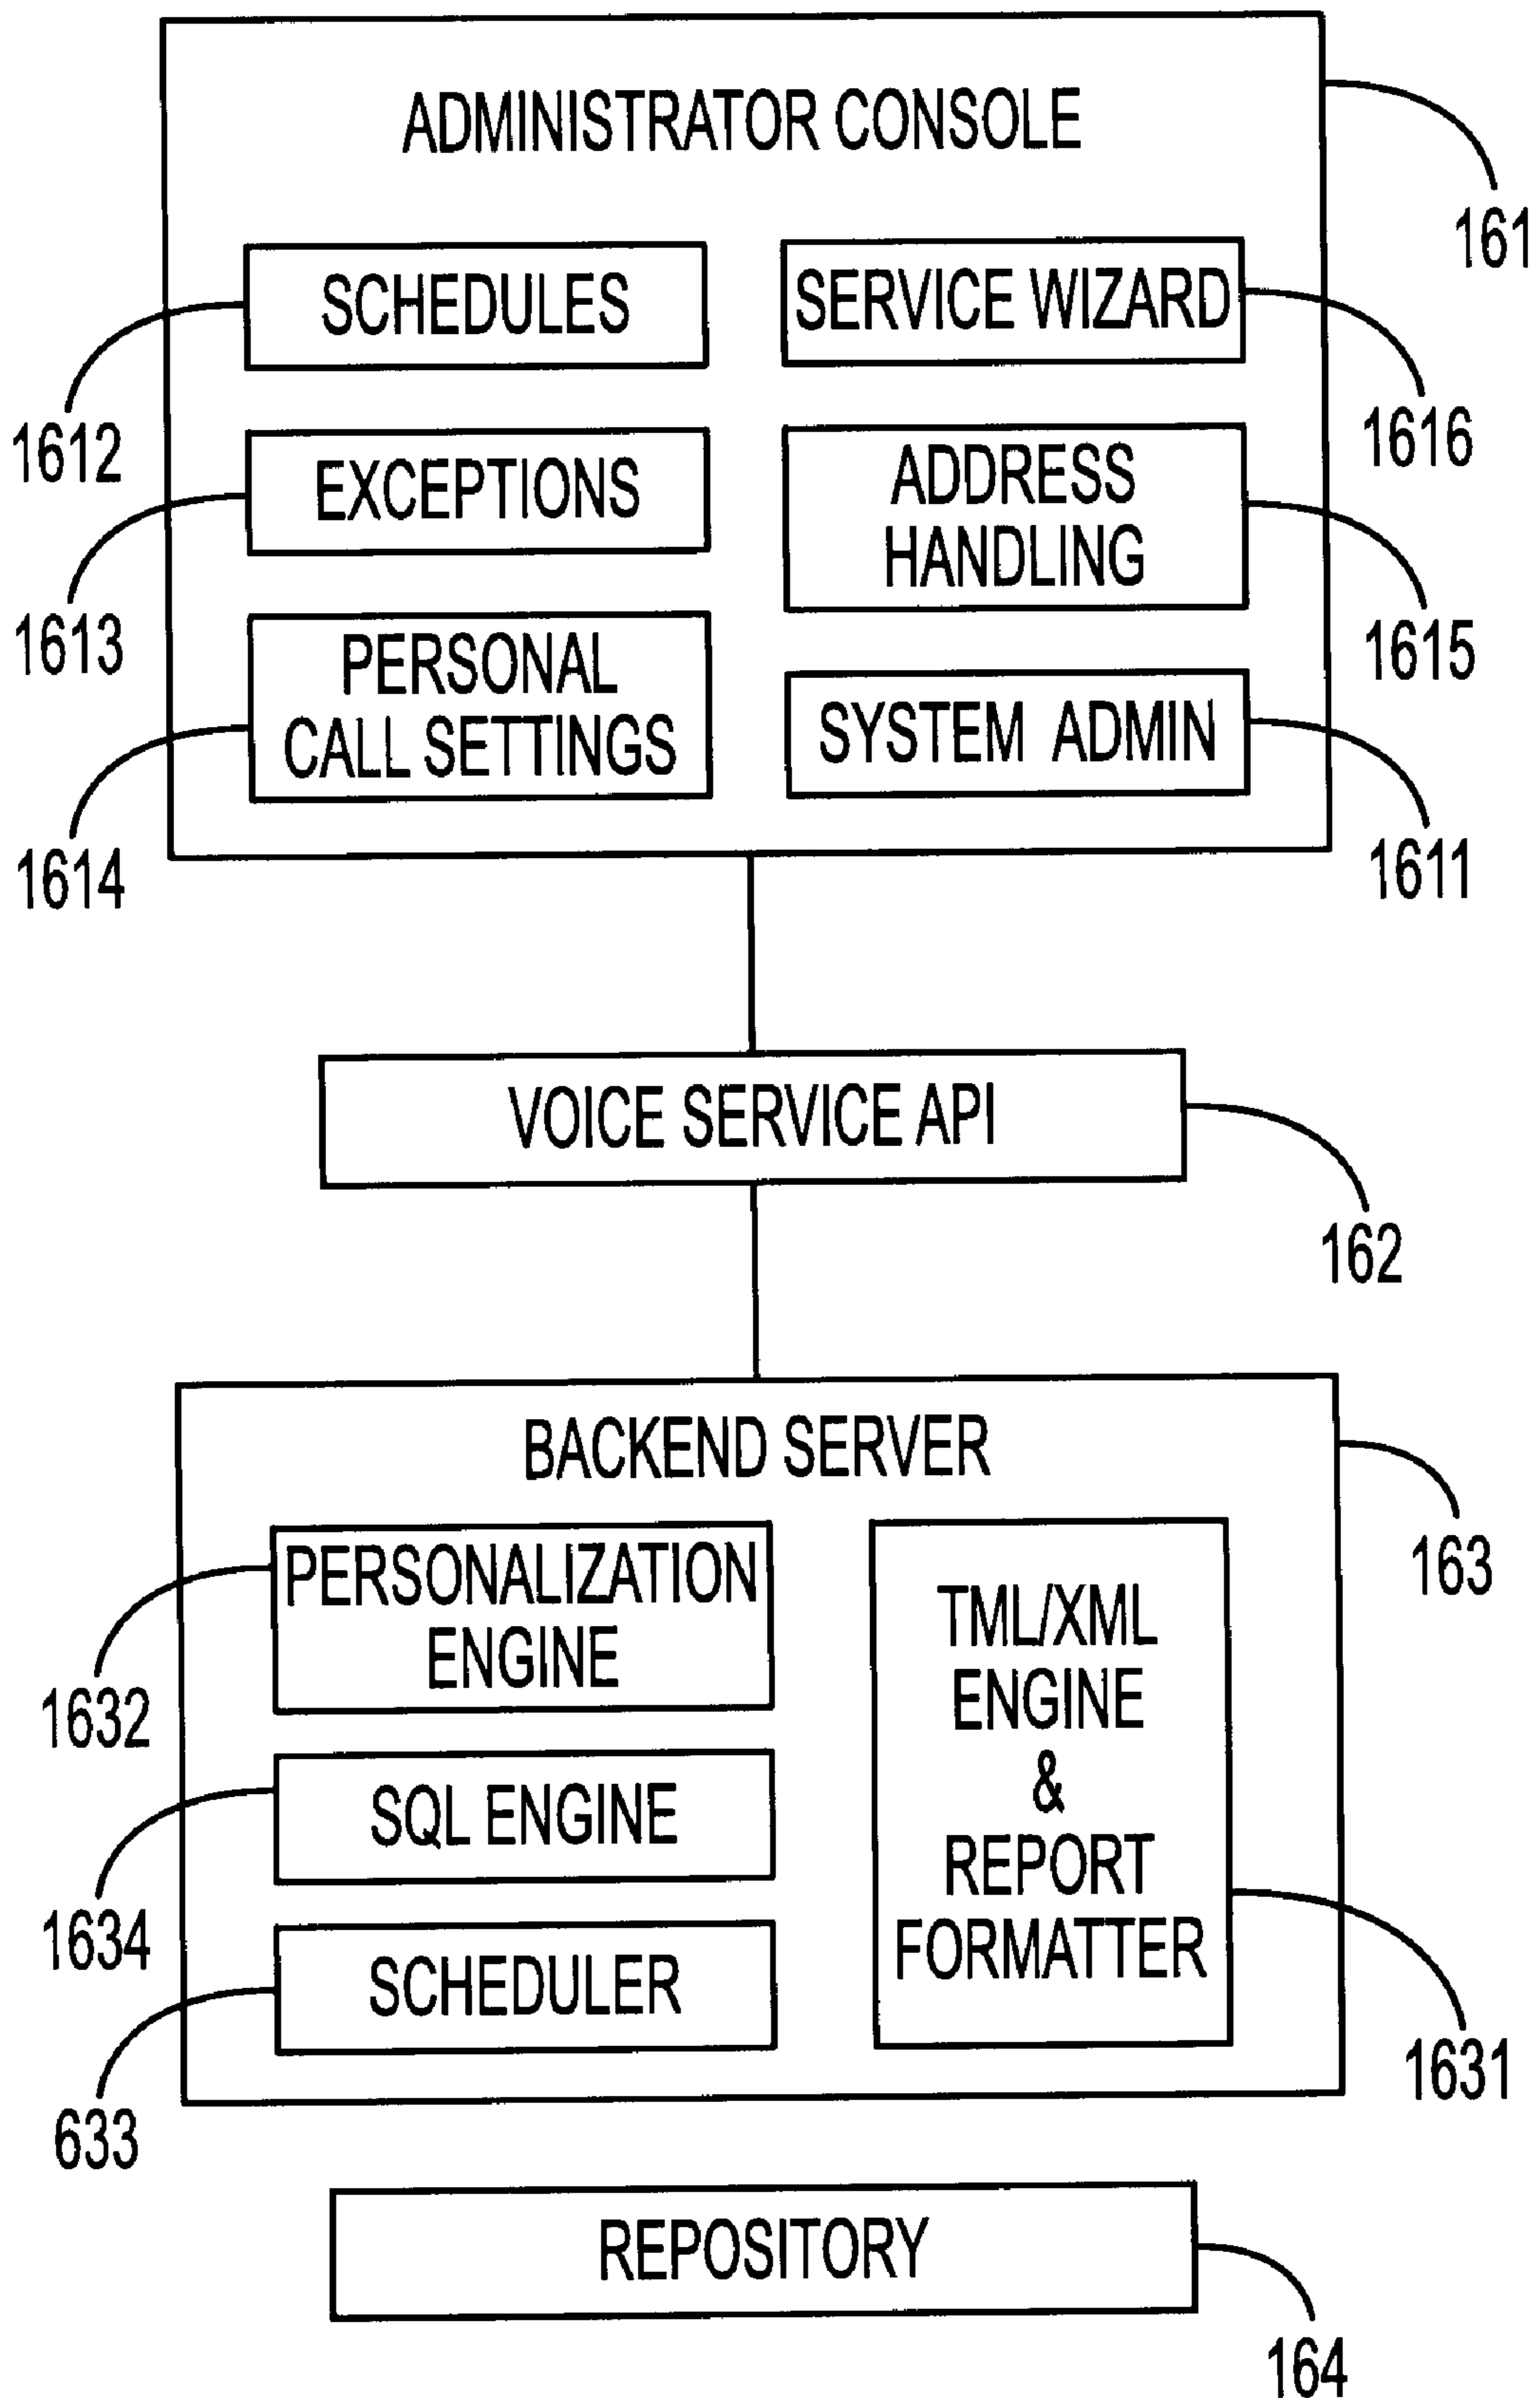 ADMINISTRATOR CONSOLE
161
SCHEDULES
1612
SERVICE WIZARD
1616
EXCEPTIONS
1613
ADDRESS
HANDLING
1615
PERSONAL
CALL SETTINGS
1614
SYSTEM ADMIN
1611
VOICE SERVICE API
162
BACKEND SERVER
163
PERSONALIZATION
ENGINE
1632
SQL ENGINE
1634
SCHEDULER
633
TML/XML
ENGINE
&
REPORT
FORMATTER
1631
REPOSITORY
164